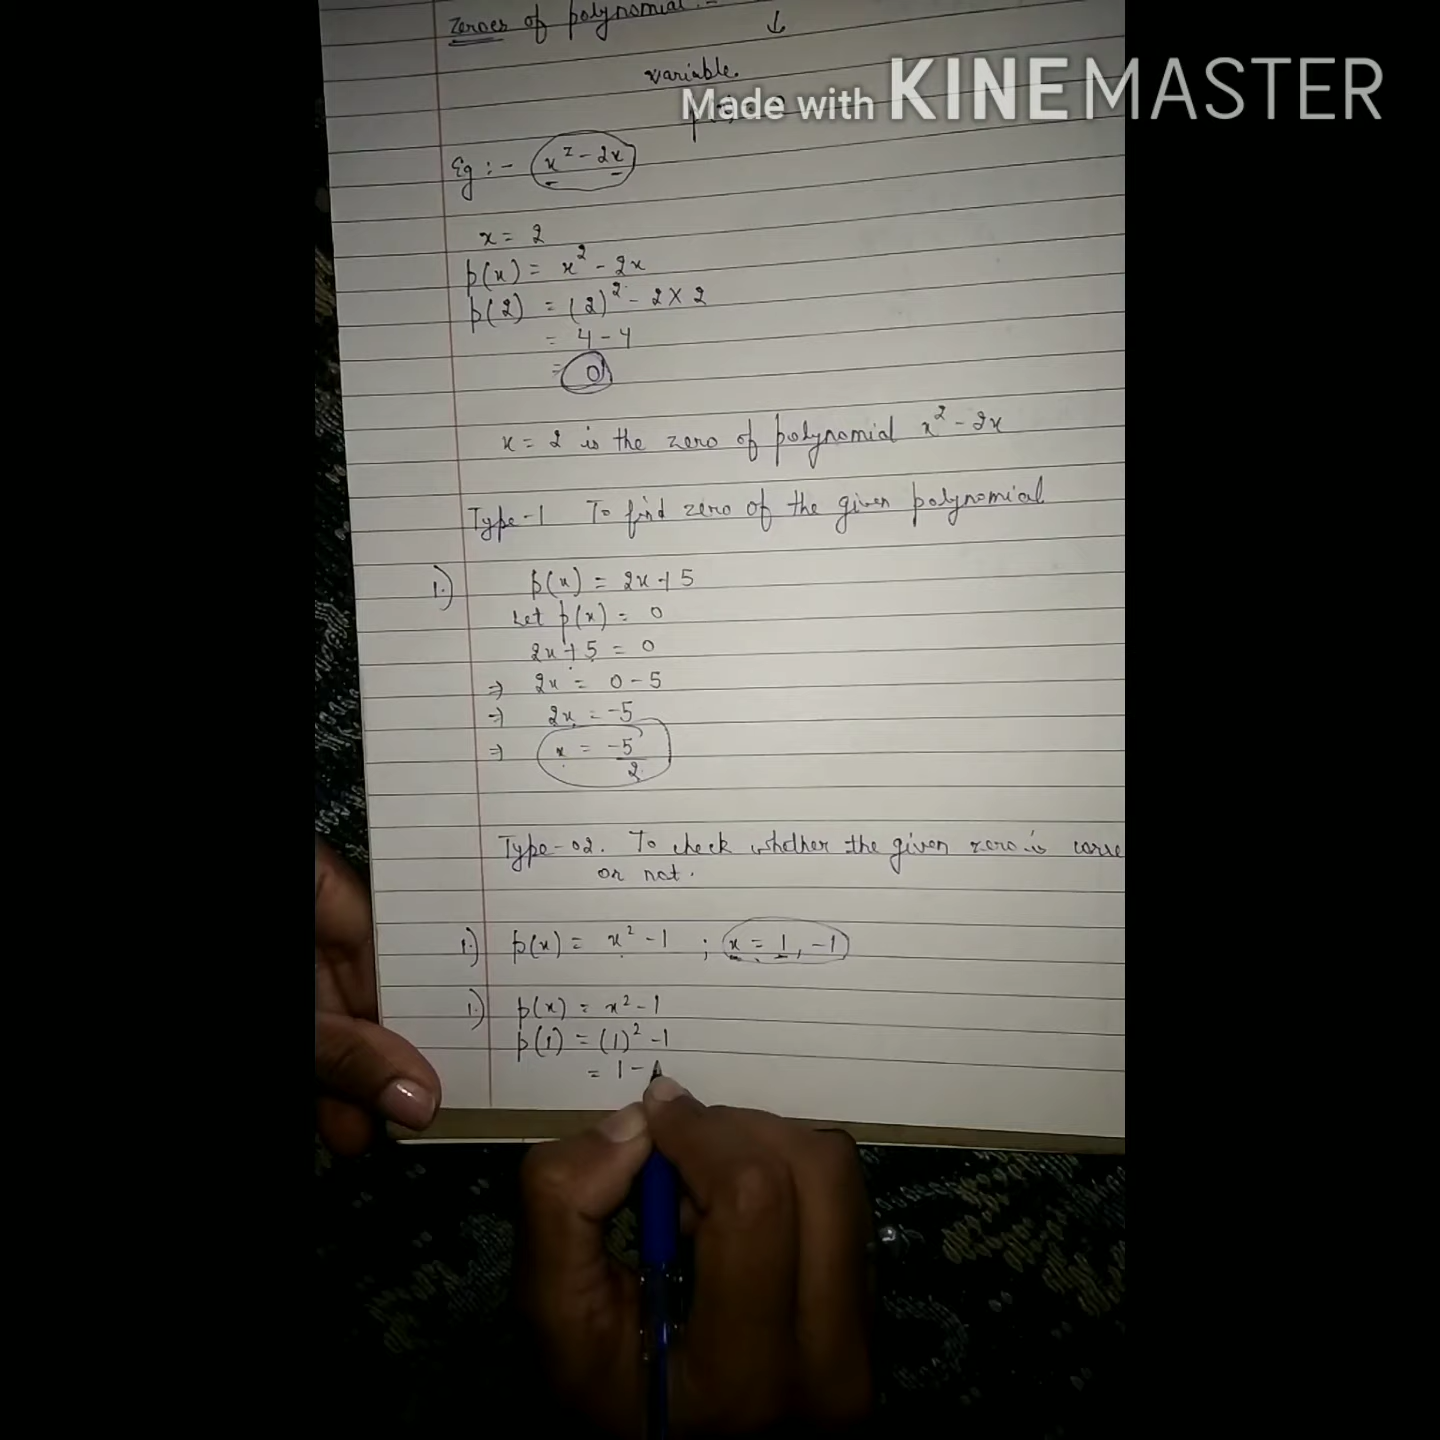 Zeroes of polynomial :-
↓
variable.
Made with KINEMASTER
Eg :- x² - 2x
x = 2
p(x) = x² - 2x
p(2) = (2)² - 2 × 2
= 4 - 4
= 0
x = 2 is the zero of polynomial x² - 2x
Type-1 To find zero of the given polynomial
1.) p(x) = 2x + 5
Let p(x) = 0
2x + 5 = 0
⇒ 2x = 0 - 5
⇒ 2x = -5
⇒ x = -5/2
Type-02. To check whether the given zero is corre
or not.
1.) p(x) = x² - 1 ; x = 1, -1
1.) p(x) = x² - 1
p(1) = (1)² - 1
= 1 -